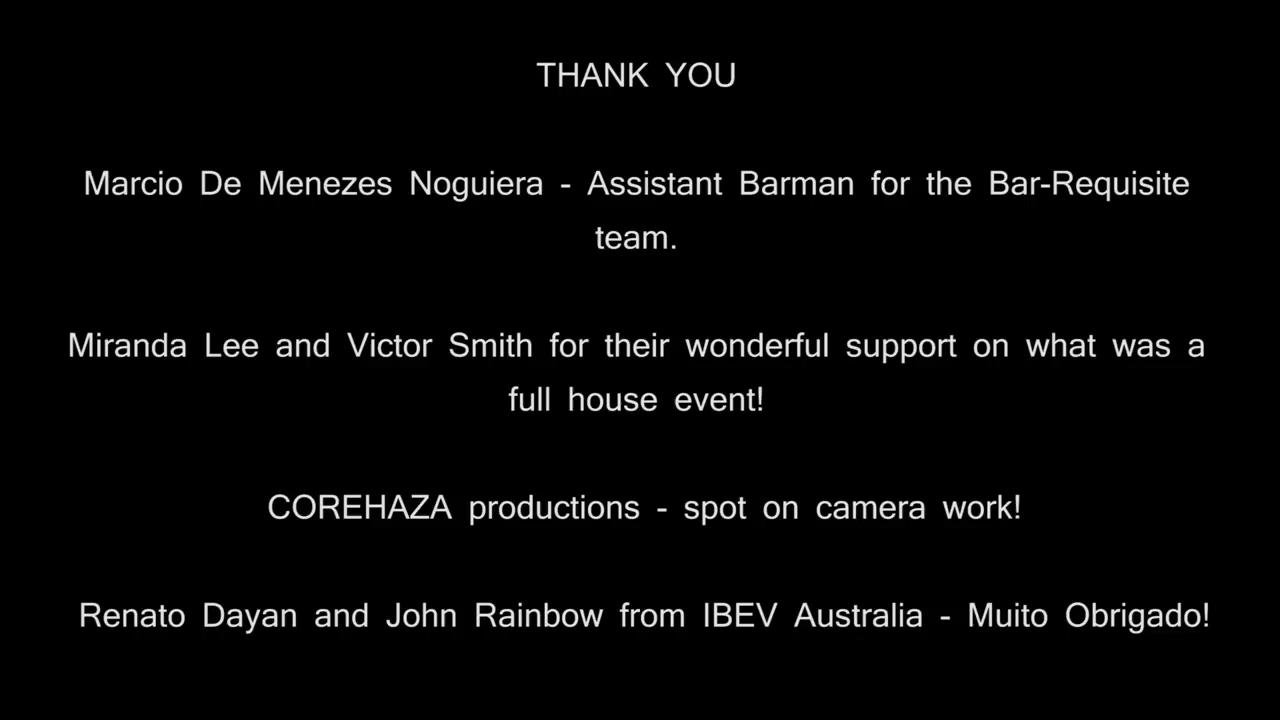 THANK YOU
Marcio De Menezes Noguiera - Assistant Barman for the Bar-Requisite
team.
Miranda Lee and Victor Smith for their wonderful support on what was a
full house event!
COREHAZA productions - spot on camera work!
Renato Dayan and John Rainbow from IBEV Australia - Muito Obrigado!